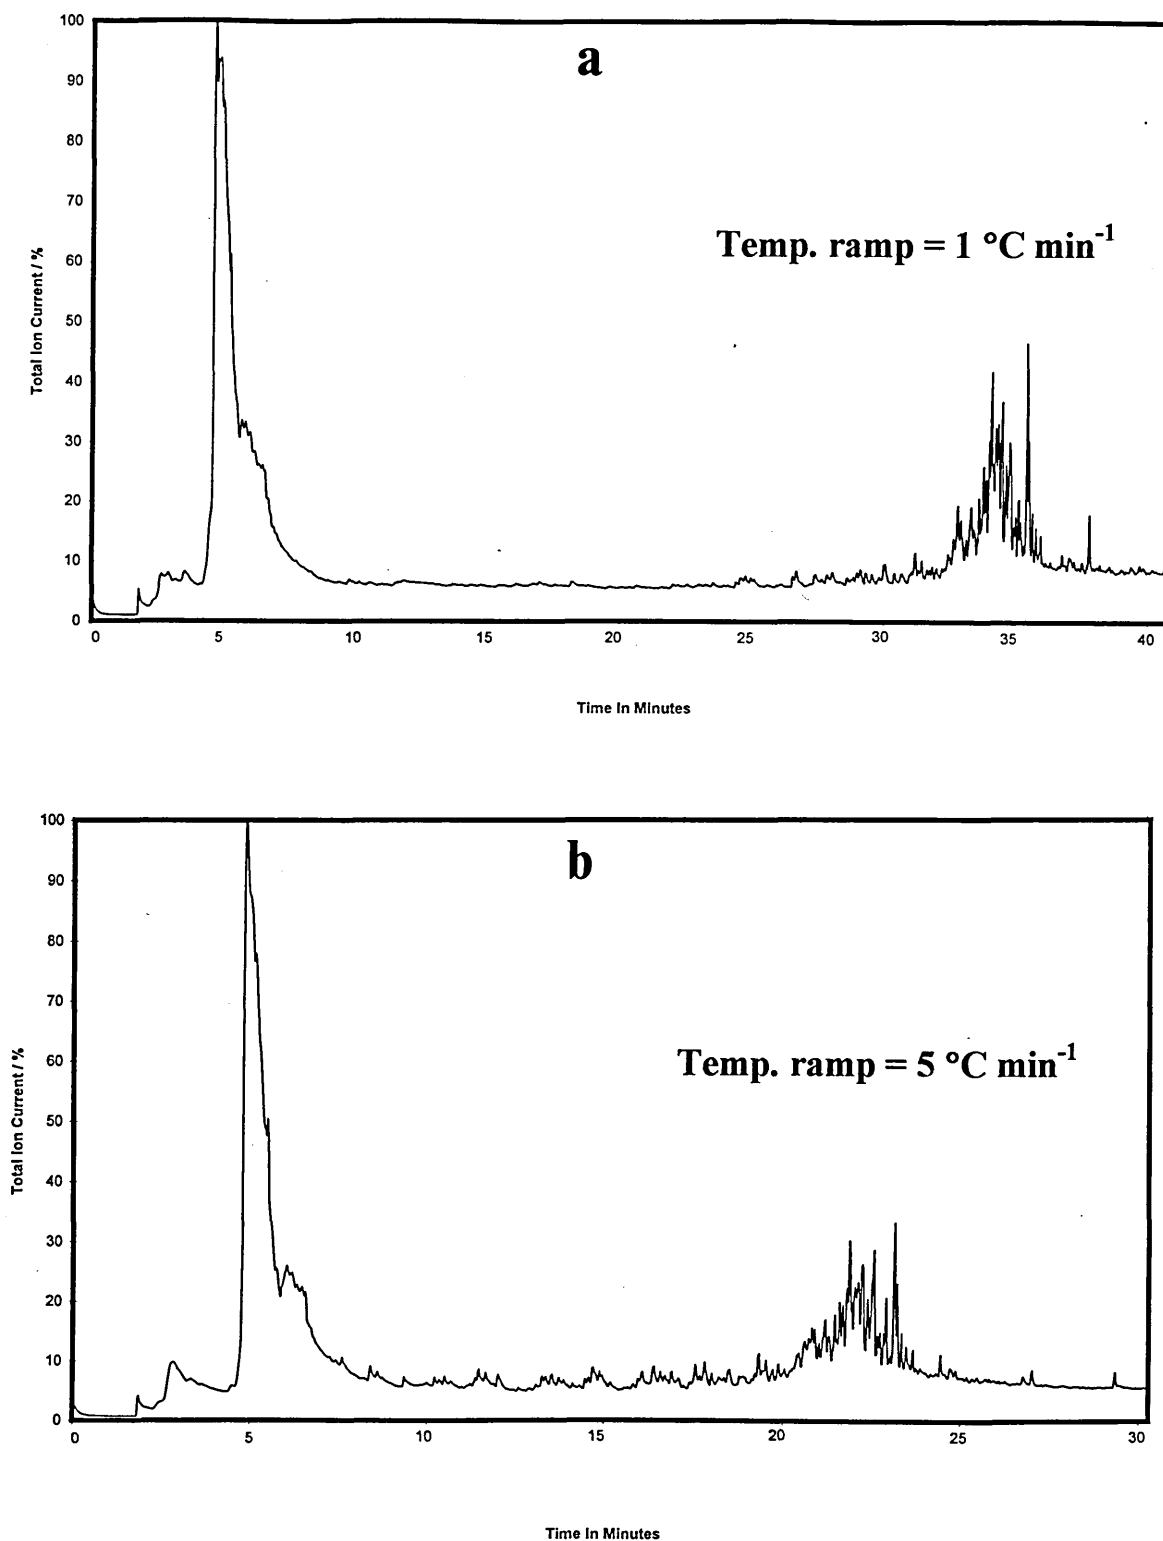 100
a
90
80
70
Temp. ramp = 1 °C min-1
60
50
40
30
20
10
0
Total Ion Current / %
0 5 10 15 20 25 30 35 40
Time In Minutes
100
b
90
80
70
Temp. ramp = 5 °C min-1
60
50
40
30
20
10
0
Total Ion Current / %
0 5 10 15 20 25 30
Time In Minutes